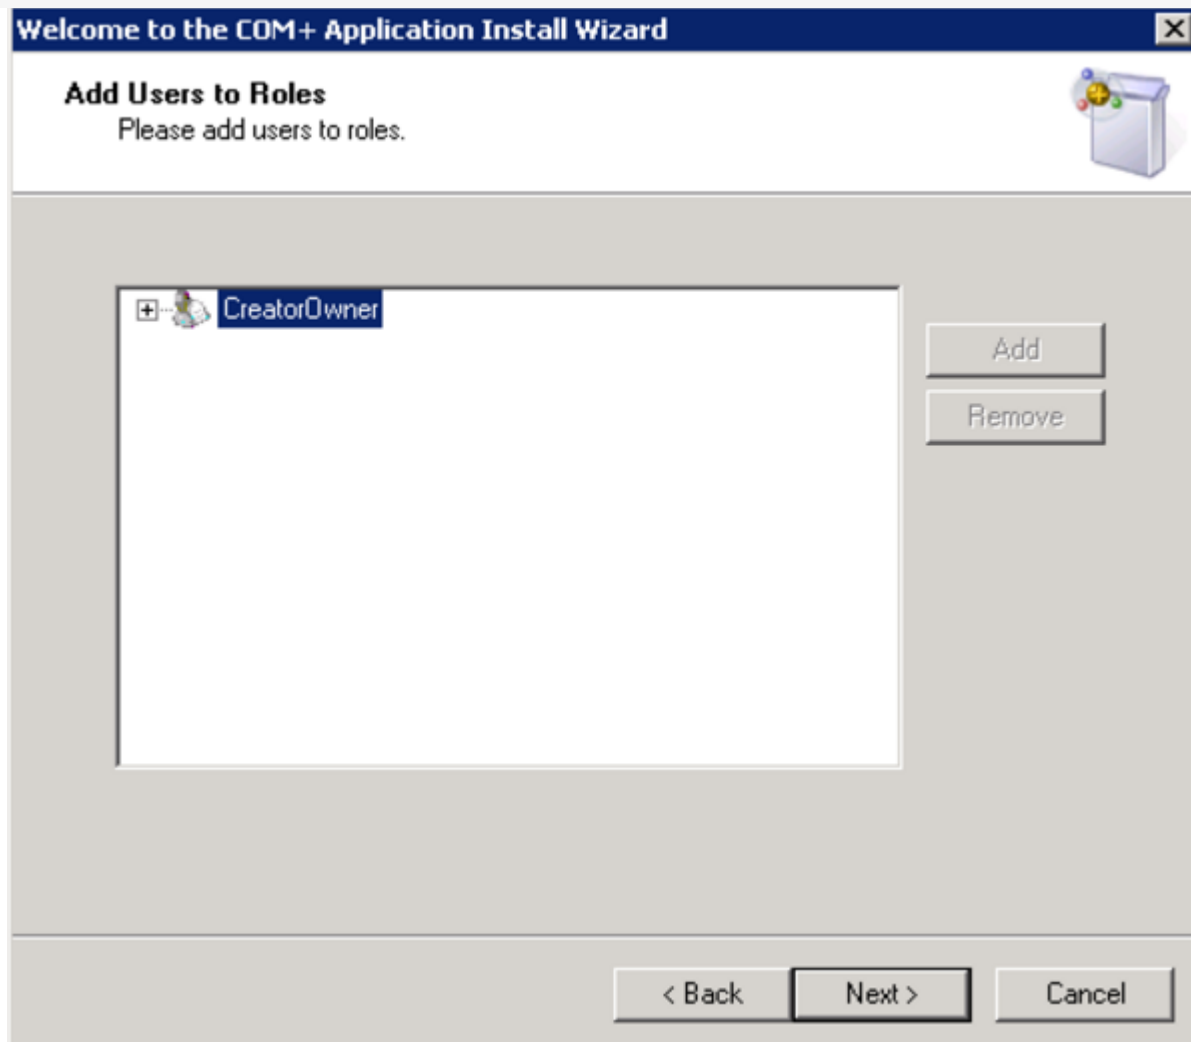 Welcome to the COM+ Application Install Wizard
Add Users to Roles
Please add users to roles.
CreatorOwner
Add
Remove
< Back
Next >
Cancel